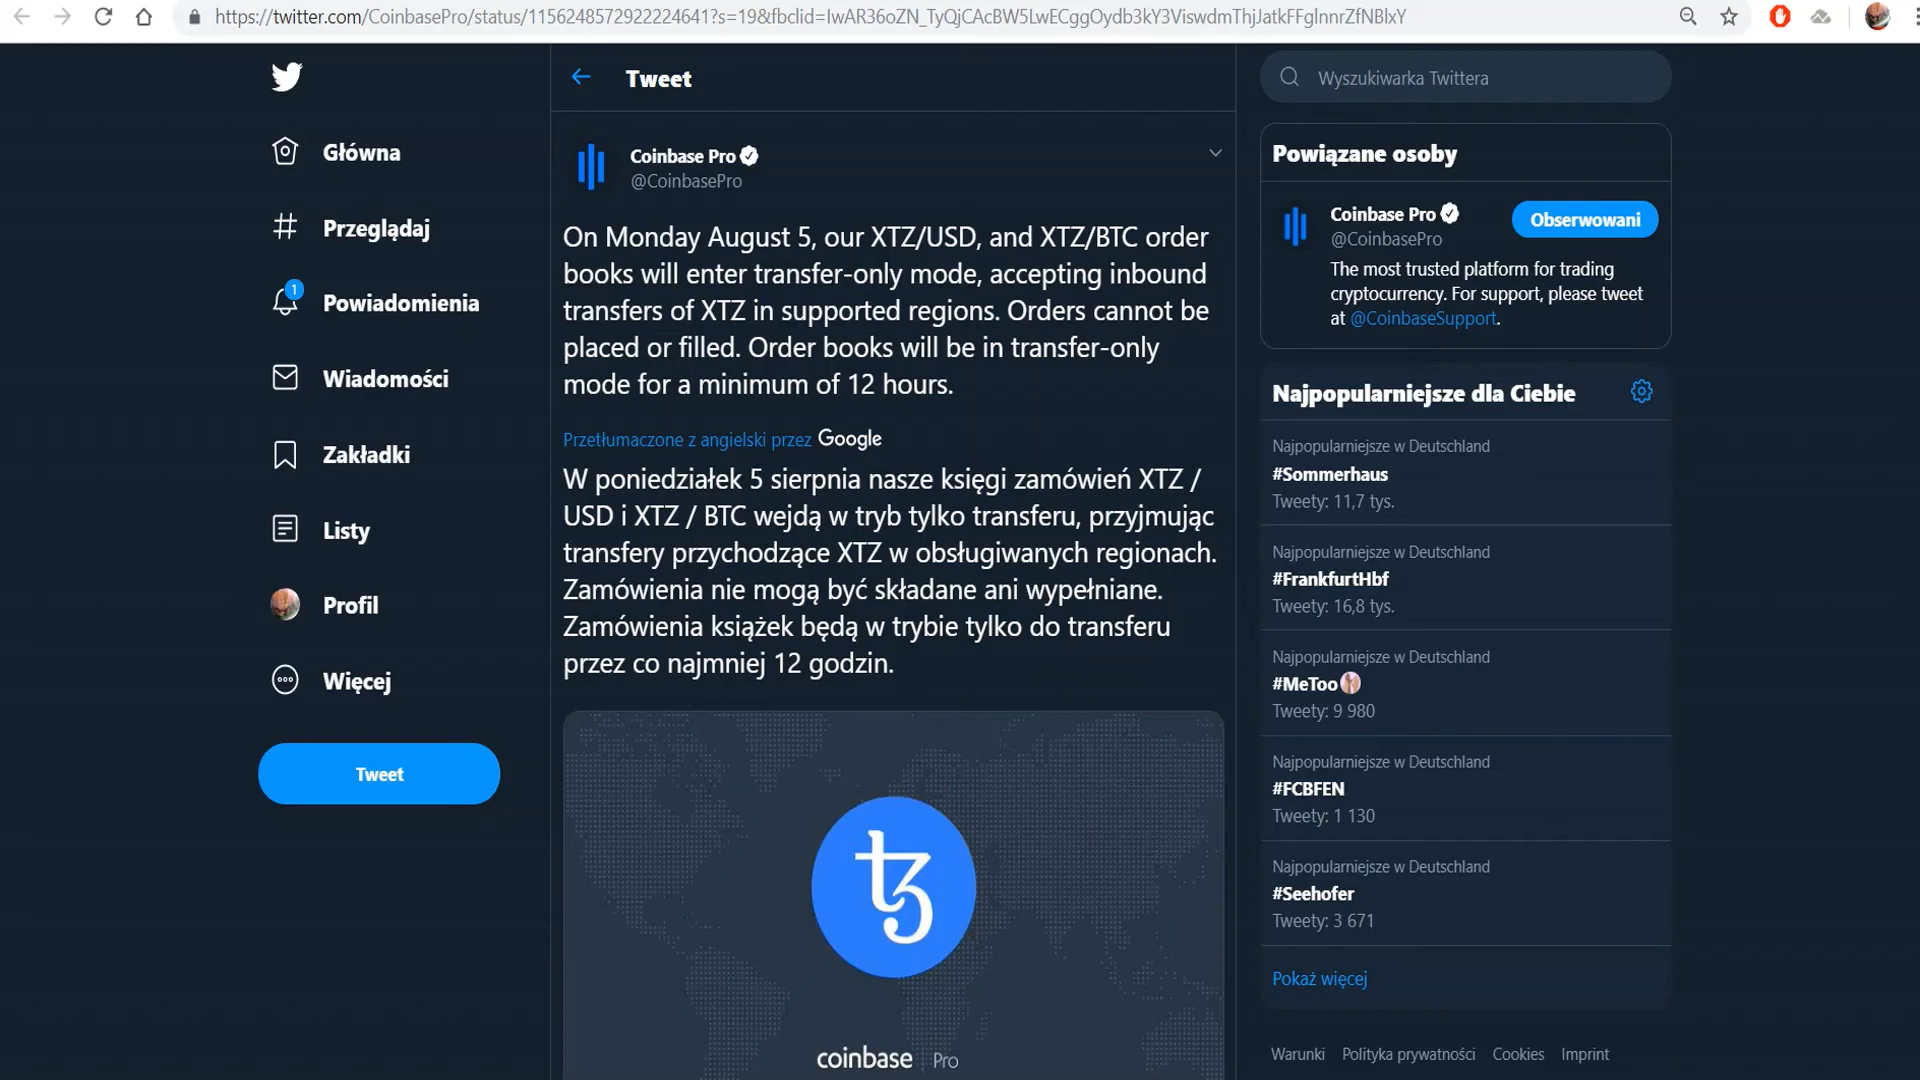 https://twitter.com/CoinbasePro/status/1156248572922224641?s=19&fbclid=IwAR36oZN_TyQjCAcBW5LwECggOydb3kY3ViswdmThjJatkFFglnnrZfNBlxY
Tweet
Wyszukiwarka Twittera
Główna
Przeglądaj
1
Powiadomienia
Wiadomości
Zakładki
Listy
Profil
Więcej
Tweet
Coinbase Pro
@CoinbasePro
On Monday August 5, our XTZ/USD, and XTZ/BTC order
books will enter transfer-only mode, accepting inbound
transfers of XTZ in supported regions. Orders cannot be
placed or filled. Order books will be in transfer-only
mode for a minimum of 12 hours.
Przetłumaczone z angielski przez Google
W poniedziałek 5 sierpnia nasze księgi zamówień XTZ /
USD i XTZ / BTC wejdą w tryb tylko transferu, przyjmując
transfery przychodzące XTZ w obsługiwanych regionach.
Zamówienia nie mogą być składane ani wypełniane.
Zamówienia książek będą w trybie tylko do transferu
przez co najmniej 12 godzin.
coinbase Pro
Powiązane osoby
Coinbase Pro
@CoinbasePro
Obserwowani
The most trusted platform for trading
cryptocurrency. For support, please tweet
at @CoinbaseSupport.
Najpopularniejsze dla Ciebie
Najpopularniejsze w Deutschland
#Sommerhaus
Tweety: 11,7 tys.
Najpopularniejsze w Deutschland
#FrankfurtHbf
Tweety: 16,8 tys.
Najpopularniejsze w Deutschland
#MeToo
Tweety: 9 980
Najpopularniejsze w Deutschland
#FCBFEN
Tweety: 1 130
Najpopularniejsze w Deutschland
#Seehofer
Tweety: 3 671
Pokaż więcej
Warunki Polityka prywatności Cookies Imprint